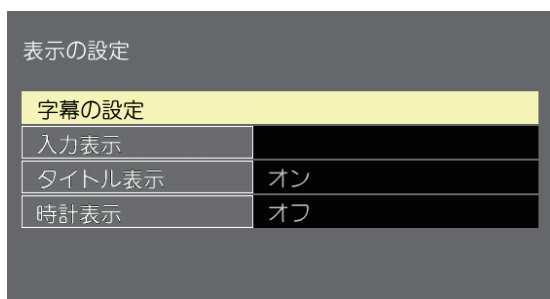 表示の設定
字幕の設定
入力表示
タイトル表示 オン
時計表示 オフ